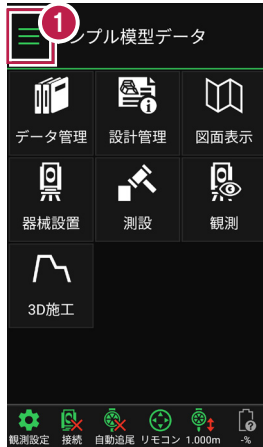 1
ンプル模型データ
データ管理 設計管理 図面表示
器械設置 測設 観測
3D施工
観測設定 接続 自動追尾 リモコン 1.000m -%